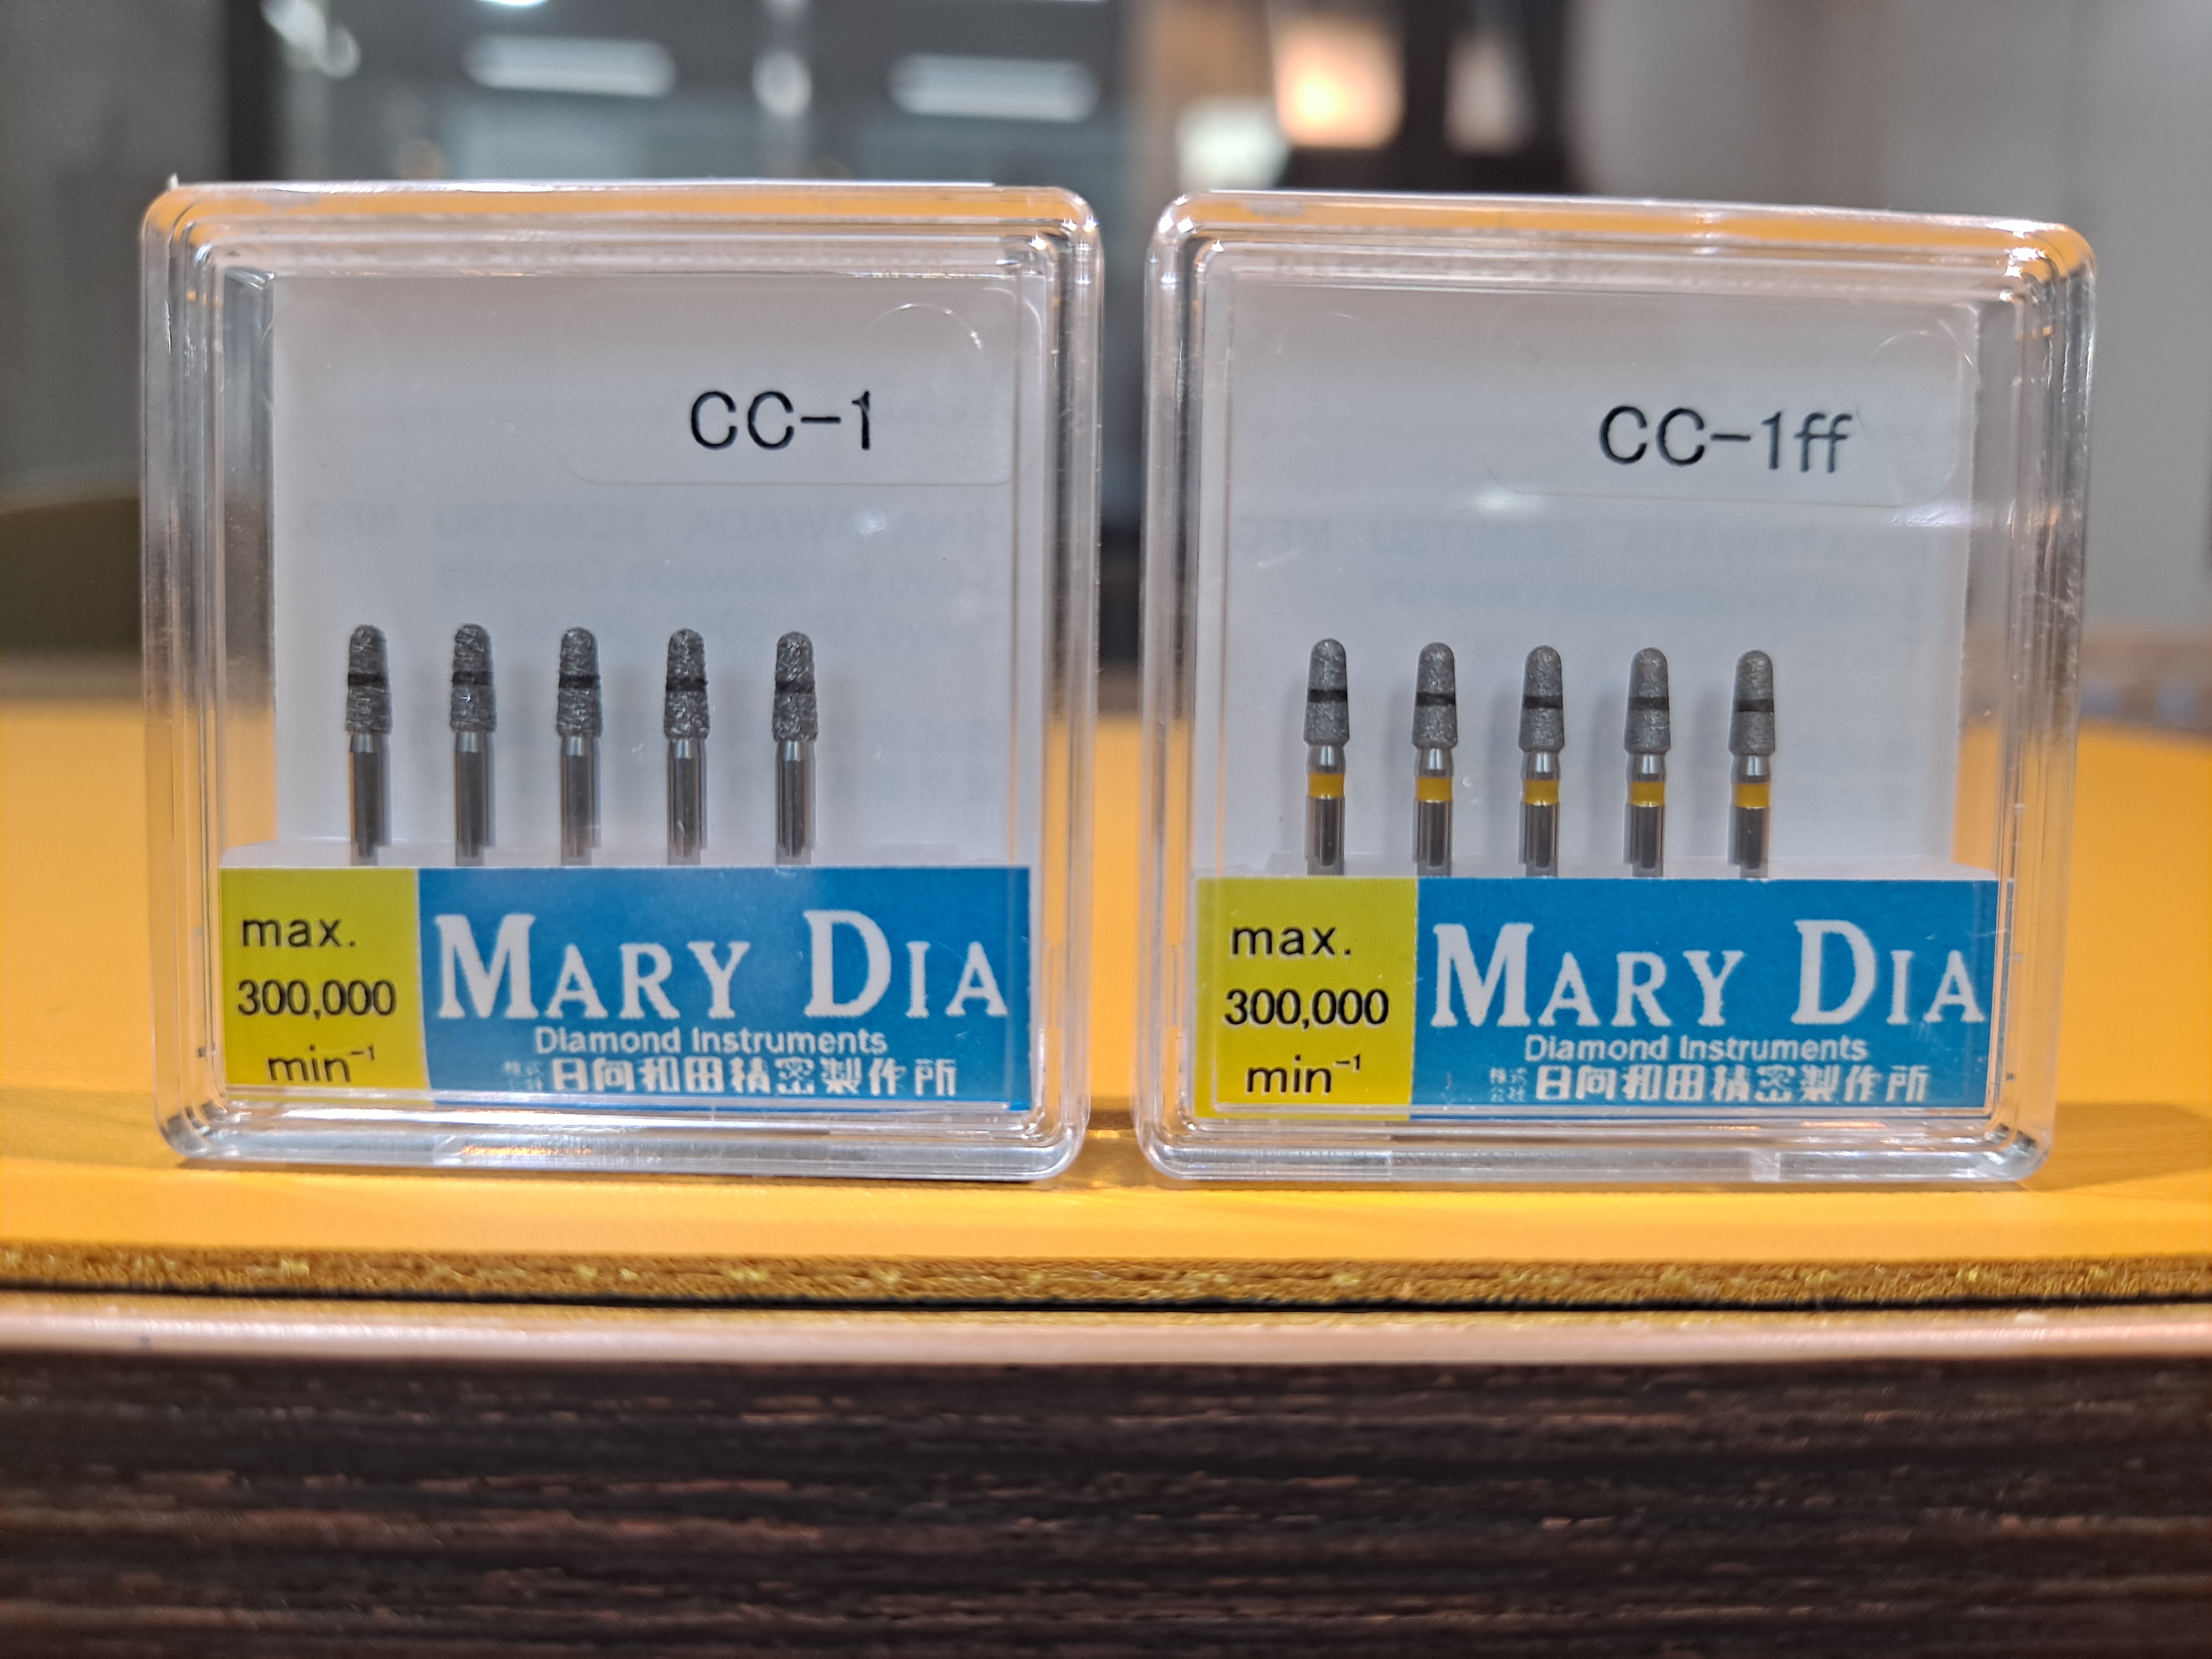 CC-1
max.
300,000
min⁻¹
MARY DIA
Diamond Instruments
株式会社 日向和田精密製作所
CC-1ff
max.
300,000
min⁻¹
MARY DIA
Diamond Instruments
株式会社 日向和田精密製作所